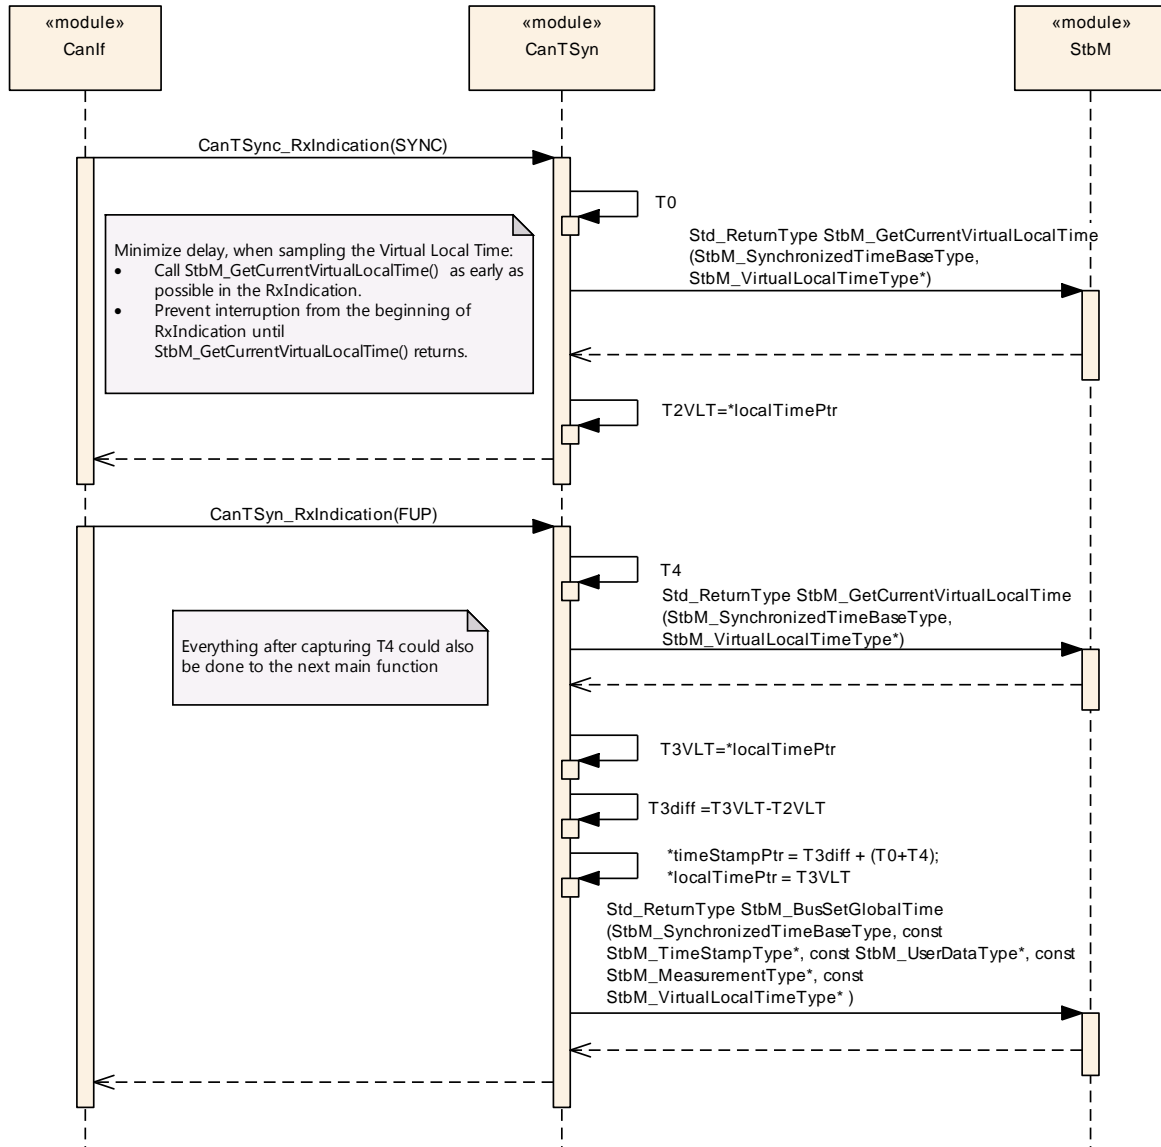 «module»
CanIf
«module»
CanTSyn
«module»
StbM
CanTSync_RxIndication(SYNC)
T0
Minimize delay, when sampling the Virtual Local Time:
• Call StbM_GetCurrentVirtualLocalTime() as early as
possible in the RxIndication.
• Prevent interruption from the beginning of
RxIndication until
StbM_GetCurrentVirtualLocalTime() returns.
Std_ReturnType StbM_GetCurrentVirtualLocalTime
(StbM_SynchronizedTimeBaseType,
StbM_VirtualLocalTimeType*)
T2VLT=*localTimePtr
CanTSyn_RxIndication(FUP)
T4
Std_ReturnType StbM_GetCurrentVirtualLocalTime
(StbM_SynchronizedTimeBaseType,
StbM_VirtualLocalTimeType*)
Everything after capturing T4 could also
be done to the next main function
T3VLT=*localTimePtr
T3diff =T3VLT-T2VLT
*timeStampPtr = T3diff + (T0+T4);
*localTimePtr = T3VLT
Std_ReturnType StbM_BusSetGlobalTime
(StbM_SynchronizedTimeBaseType, const
StbM_TimeStampType*, const StbM_UserDataType*, const
StbM_MeasurementType*, const
StbM_VirtualLocalTimeType* )